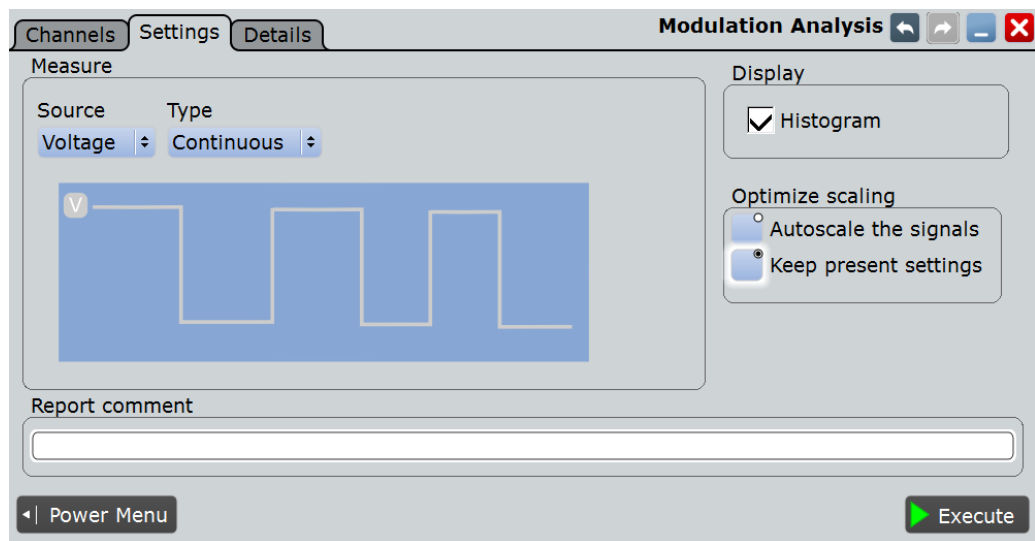 Channels Settings Details Modulation Analysis
Measure
Source Type
Voltage Continuous
V
Display
Histogram
Optimize scaling
Autoscale the signals
Keep present settings
Report comment
Power Menu
Execute